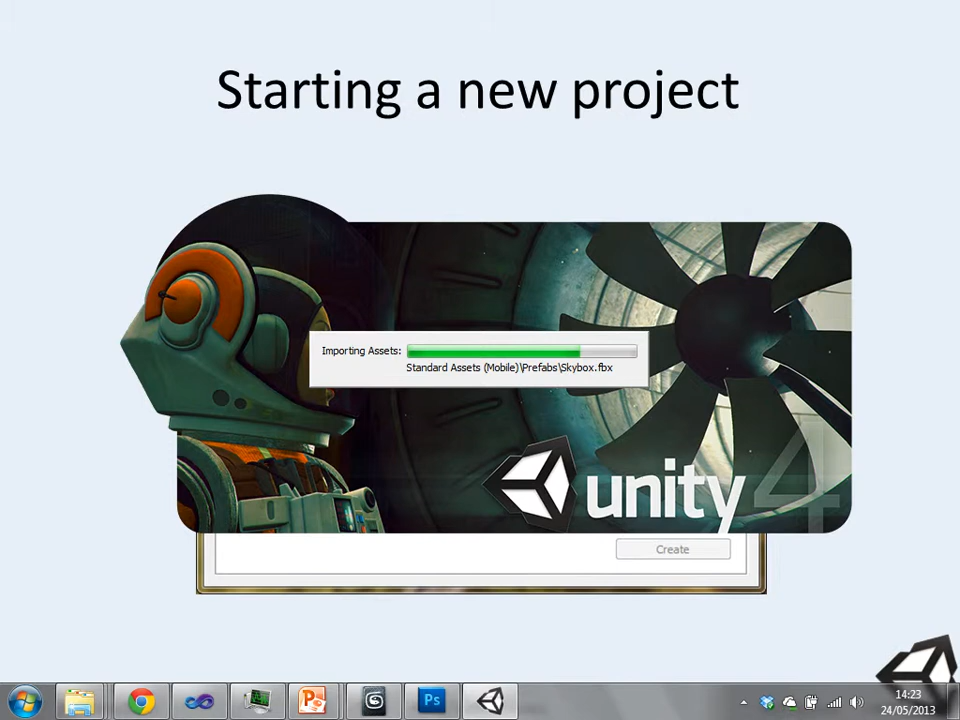 Starting a new project
Importing Assets:
Standard Assets (Mobile)\Prefabs\Skybox.fbx
unity 4
Create
Ps
14:23
24/05/2013